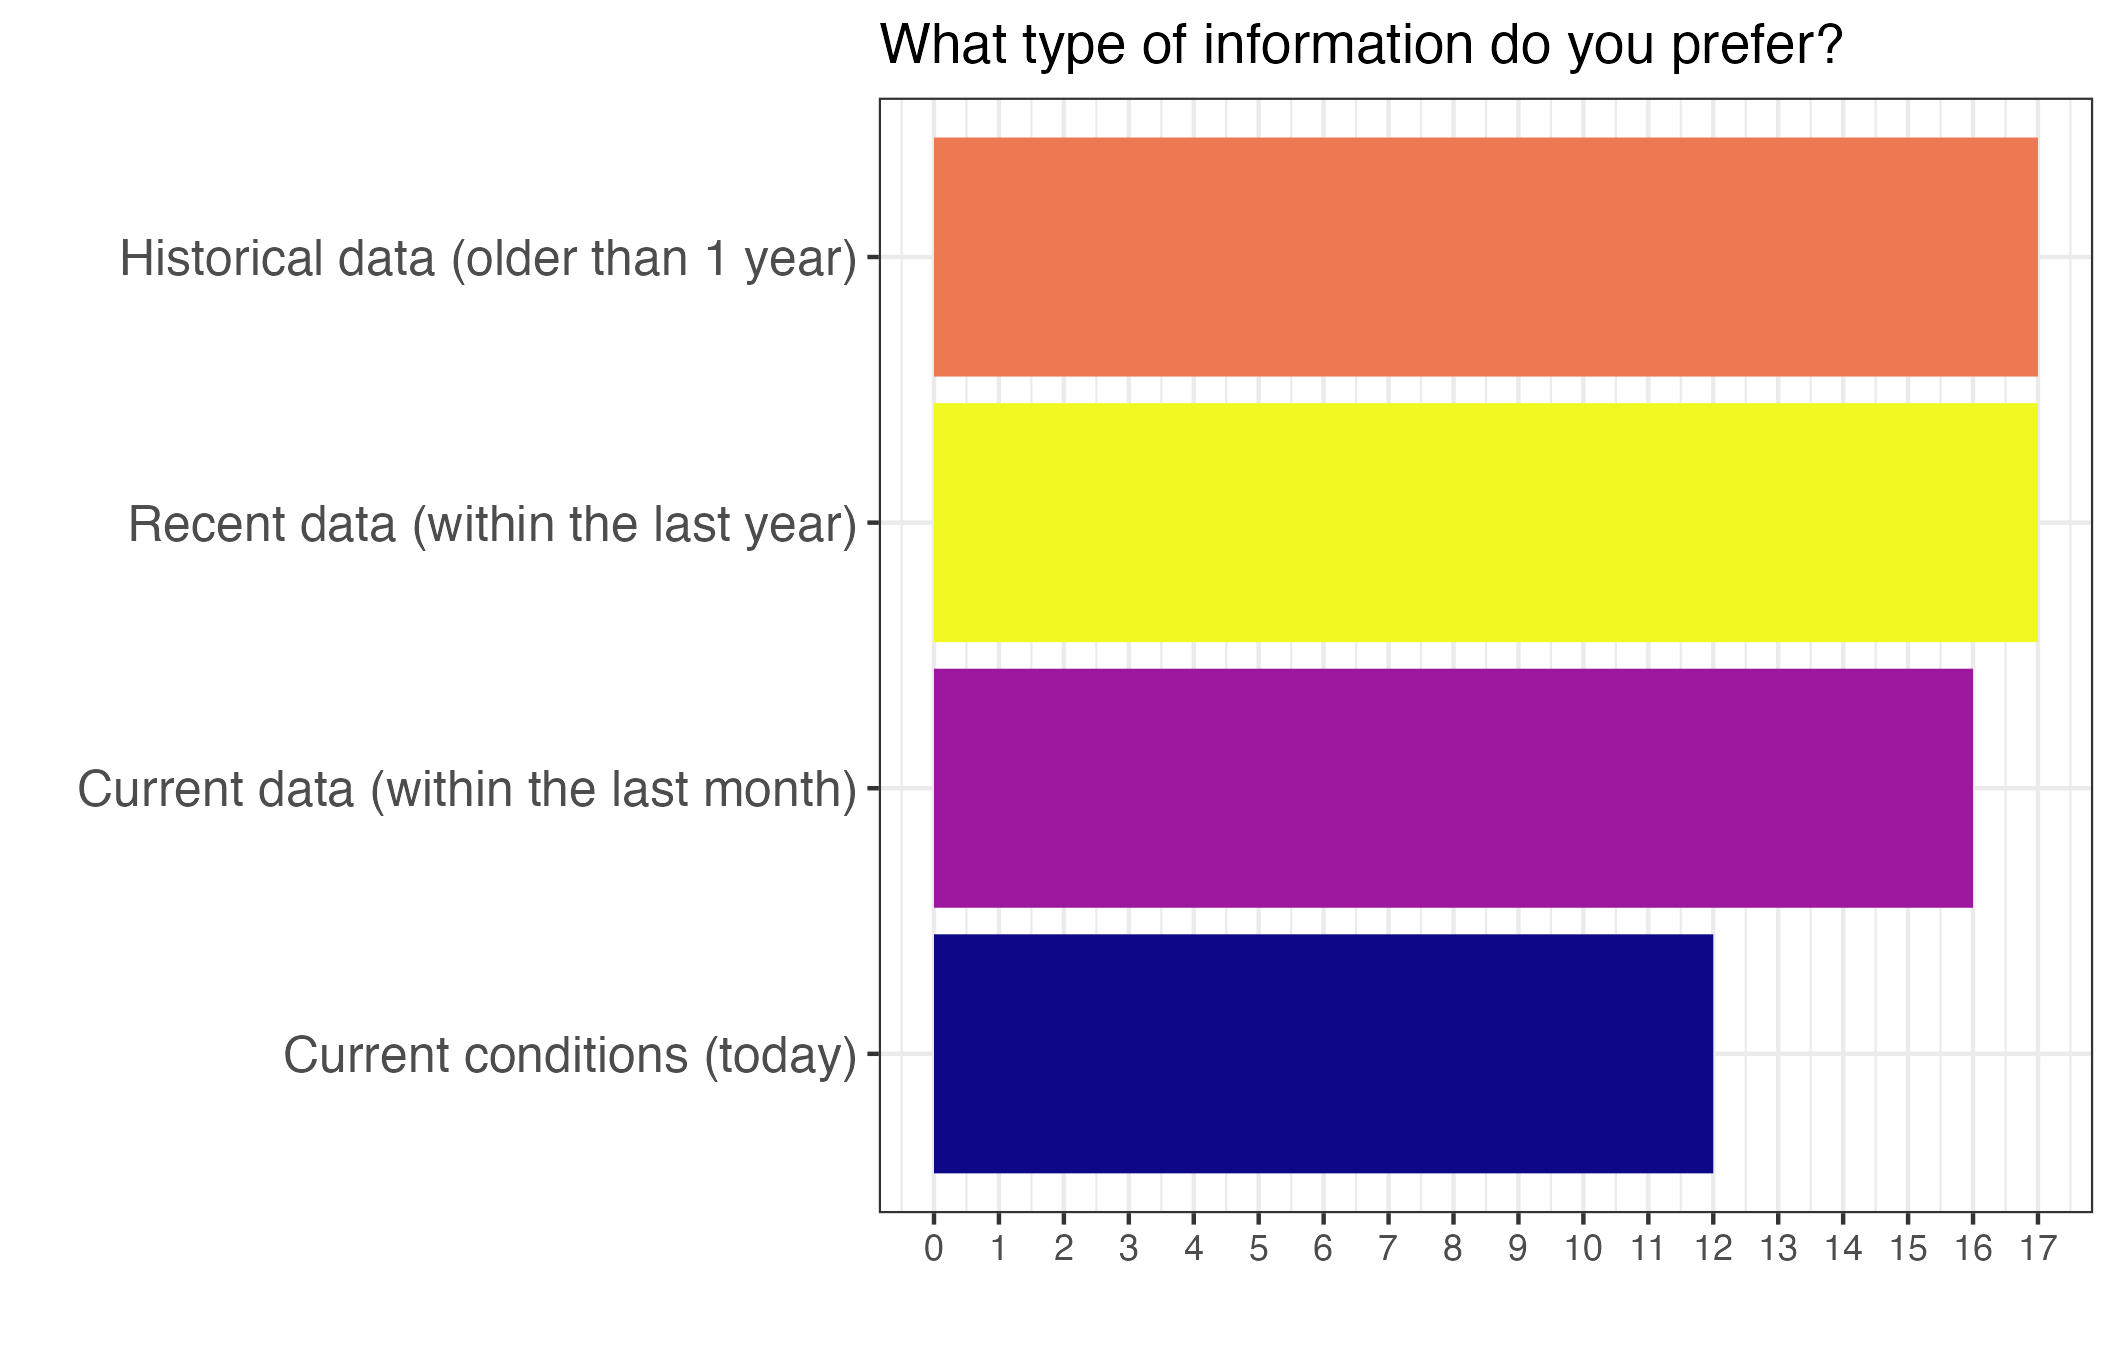 What type of information do you prefer?
Historical data (older than 1 year)
Recent data (within the last year)
Current data (within the last month)
Current conditions (today)
0 1 2 3 4 5 6 7 8 9 10 11 12 13 14 15 16 17